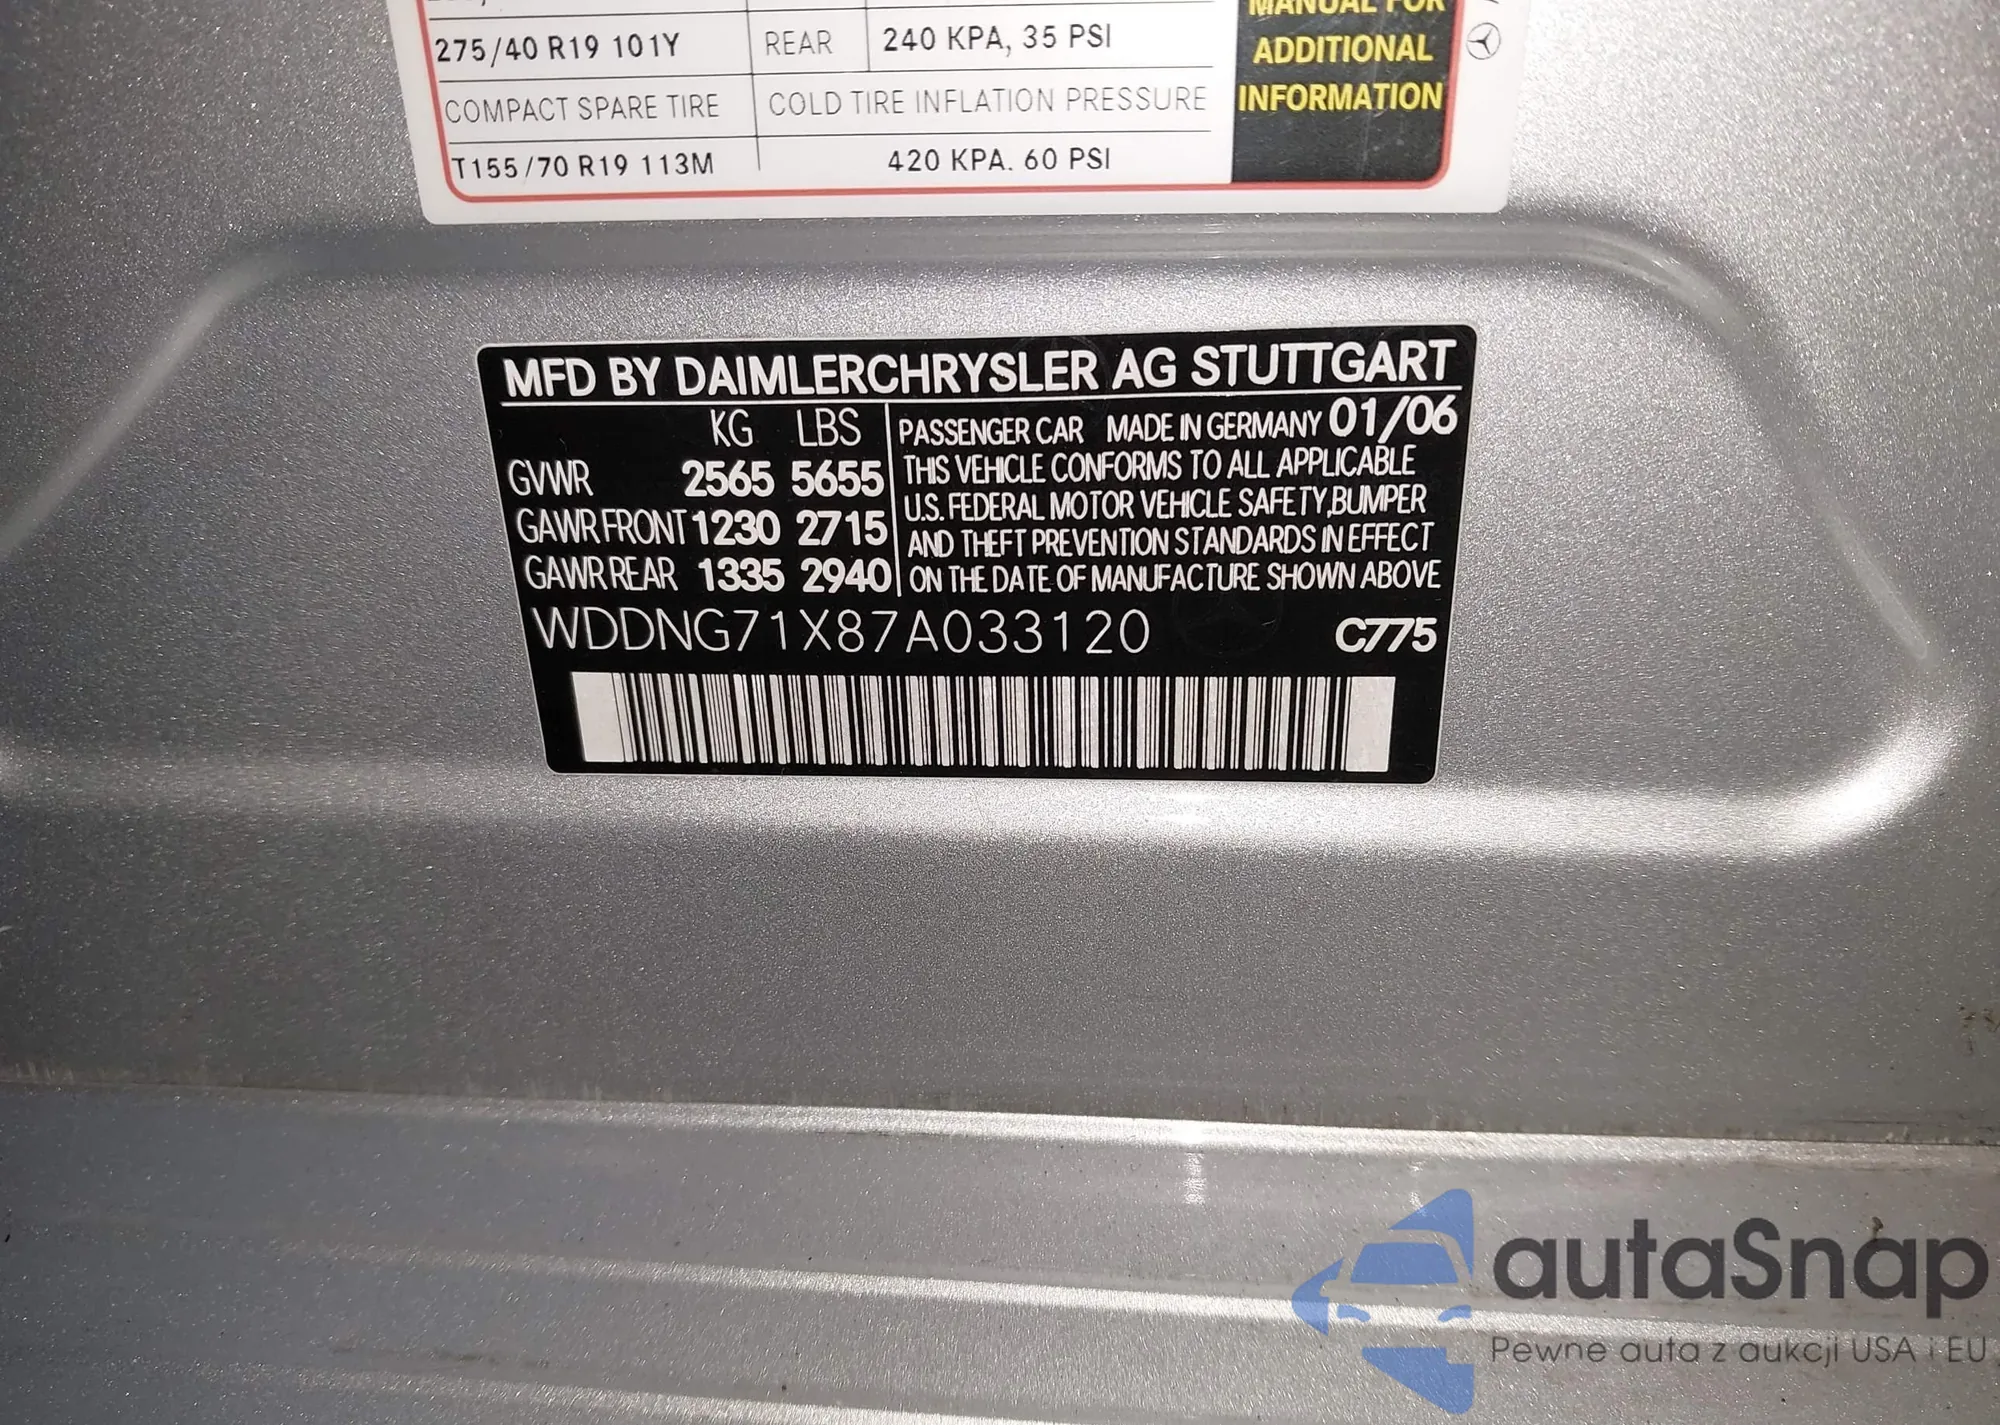 MANUAL FOR
275/40 R19 101Y REAR 240 KPA, 35 PSI ADDITIONAL
COMPACT SPARE TIRE COLD TIRE INFLATION PRESSURE INFORMATION
T155/70 R19 113M 420 KPA. 60 PSI
MFD BY DAIMLERCHRYSLER AG STUTTGART
KG LBS PASSENGER CAR MADE IN GERMANY 01/06
GVWR 2565 5655 THIS VEHICLE CONFORMS TO ALL APPLICABLE
GAWR FRONT 1230 2715 U.S. FEDERAL MOTOR VEHICLE SAFETY,BUMPER
AND THEFT PREVENTION STANDARDS IN EFFECT
GAWR REAR 1335 2940 ON THE DATE OF MANUFACTURE SHOWN ABOVE
WDDNG71X87A033120 C775
autaSnap
Pewne auta z aukcji USA i EU